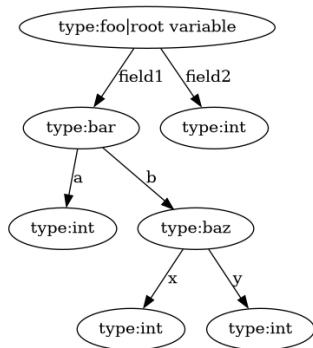 type:foo|root variable
field1
field2
type:bar
type:int
a
b
type:int
type:baz
x
y
type:int
type:int